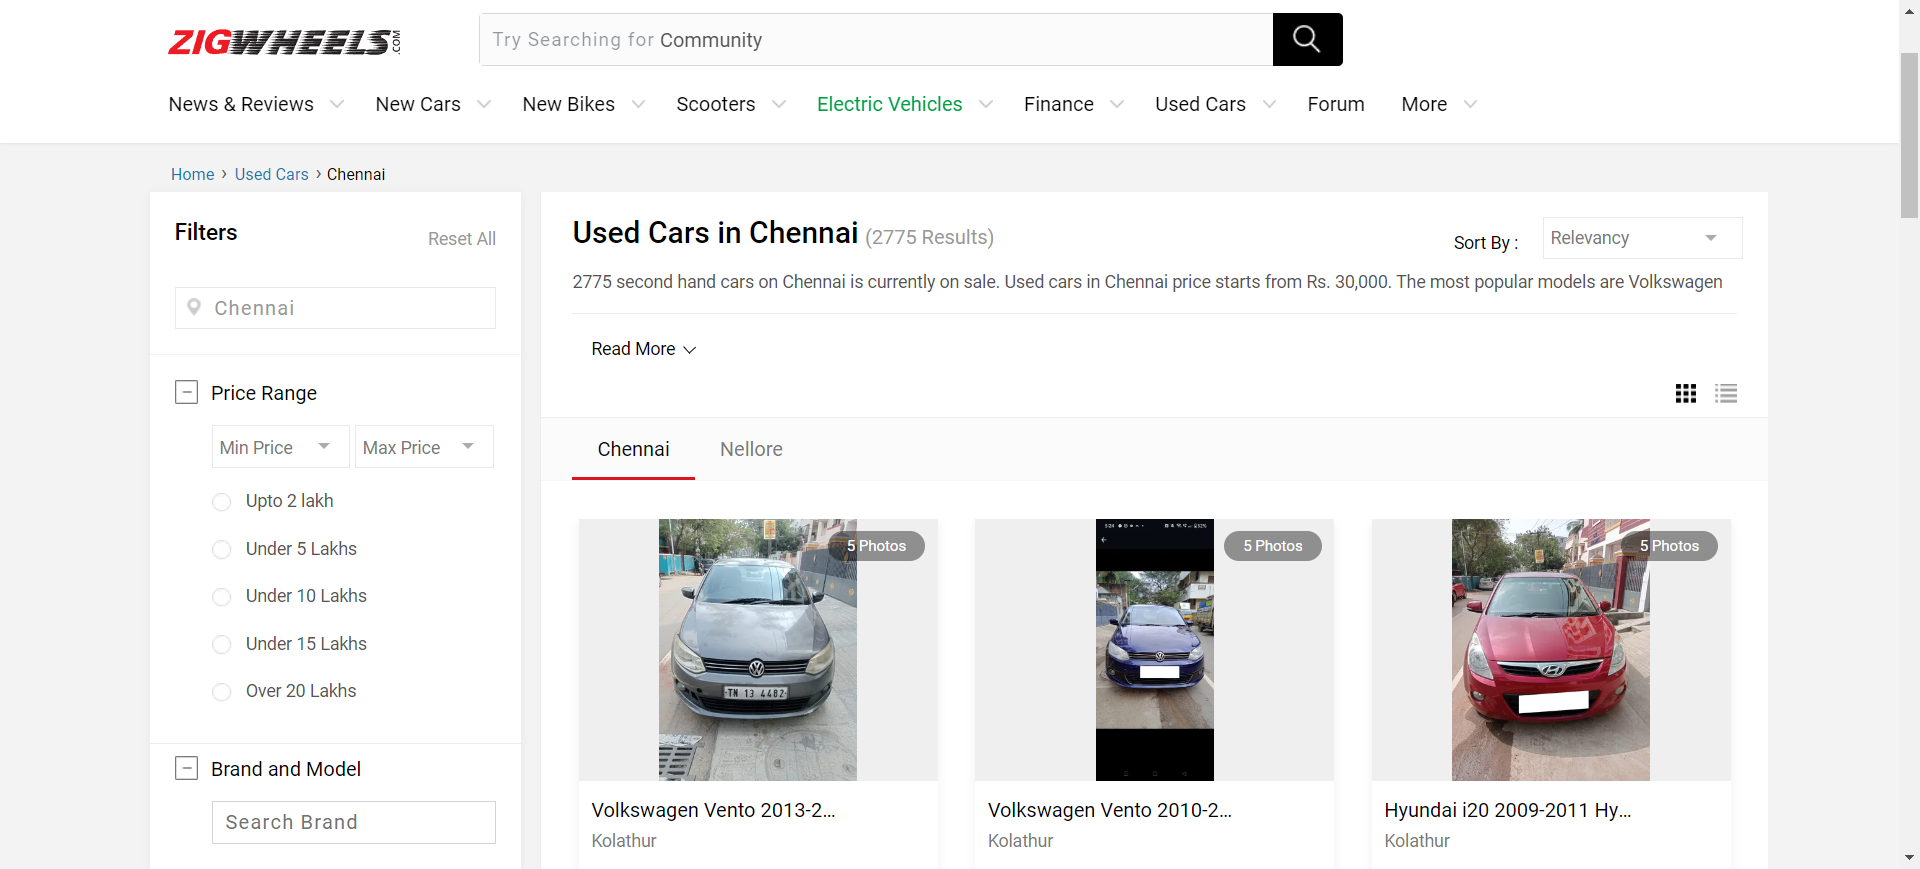 ZIGWHEELS.COM
Try Searching for Community
News & Reviews
New Cars
New Bikes
Scooters
Electric Vehicles
Finance
Used Cars
Forum
More
Home › Used Cars › Chennai
Filters
Reset All
Chennai
Price Range
Min Price
Max Price
Upto 2 lakh
Under 5 Lakhs
Under 10 Lakhs
Under 15 Lakhs
Over 20 Lakhs
Brand and Model
Search Brand
Used Cars in Chennai (2775 Results)
Sort By :
Relevancy
2775 second hand cars on Chennai is currently on sale. Used cars in Chennai price starts from Rs. 30,000. The most popular models are Volkswagen
Read More
Chennai
Nellore
5 Photos
TN 13 4482
Volkswagen Vento 2013-2...
Kolathur
5 Photos
Volkswagen Vento 2010-2...
Kolathur
5 Photos
Hyundai i20 2009-2011 Hy...
Kolathur